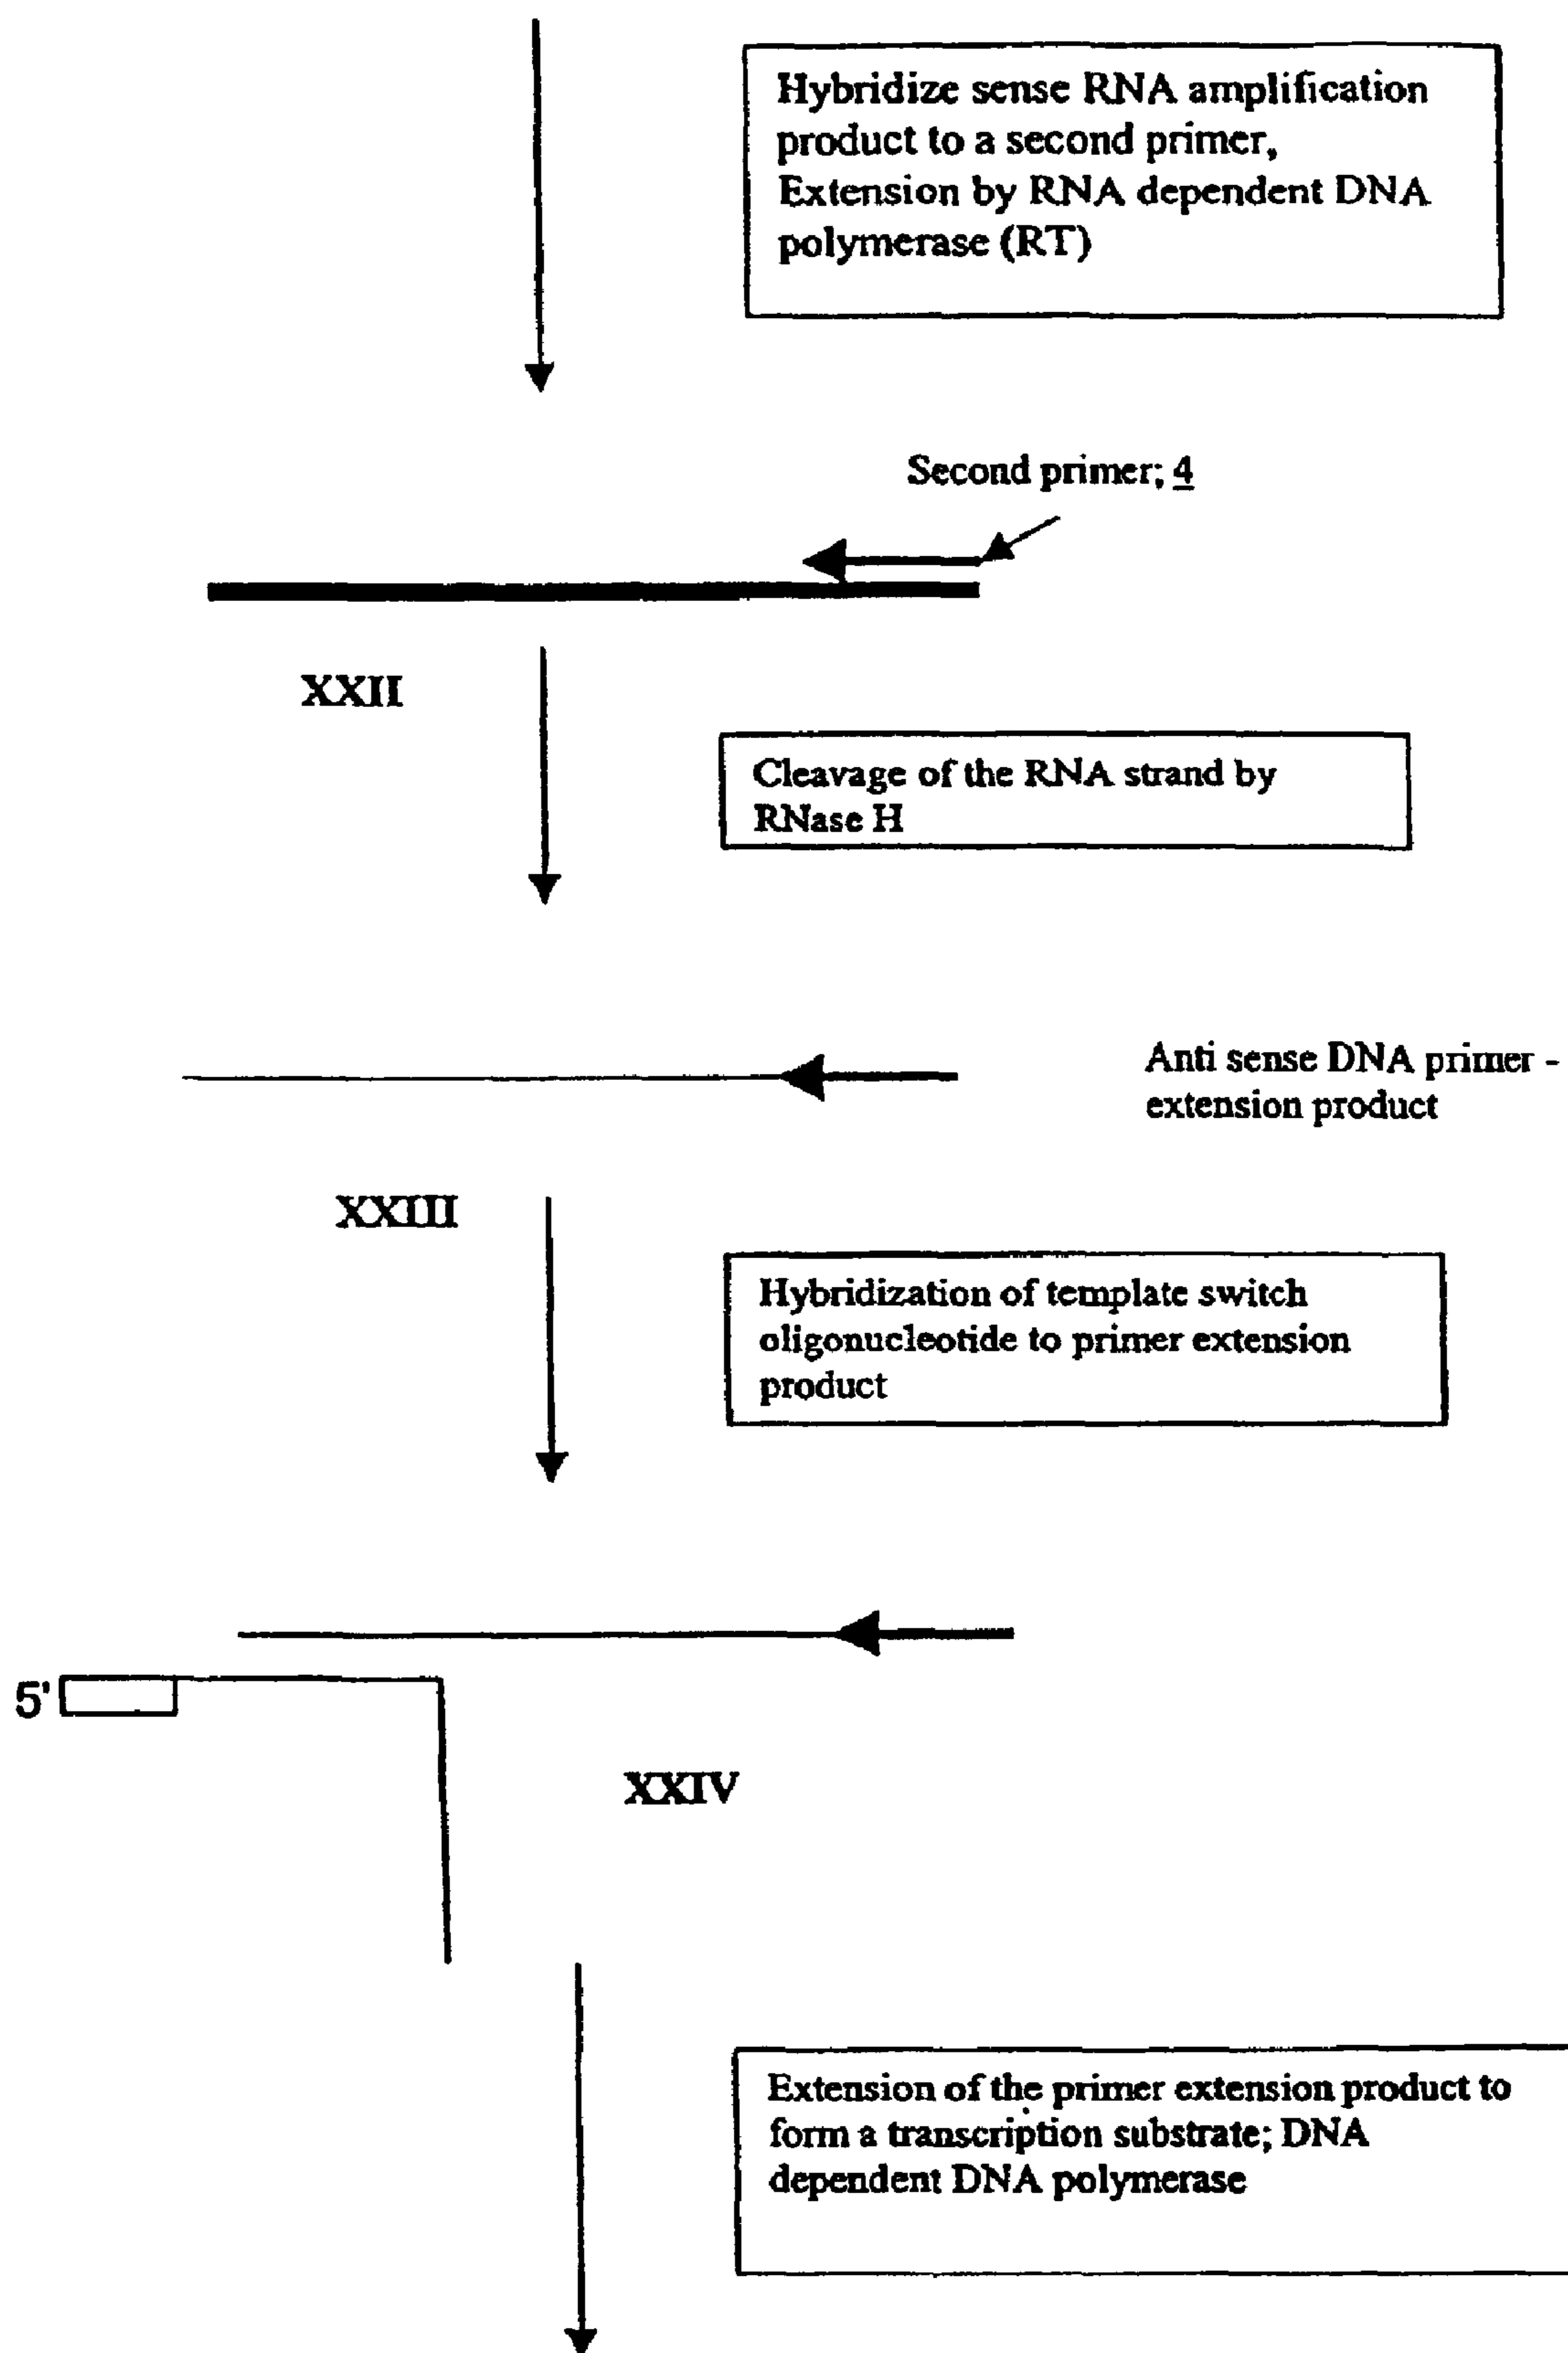 Hybridize sense RNA amplification
product to a second primer,
Extension by RNA dependent DNA
polymerase (RT)
Second primer; 4
XXII
Cleavage of the RNA strand by
RNase H
Anti sense DNA primer -
extension product
XXIII
Hybridization of template switch
oligonucleotide to primer extension
product
5'
XXIV
Extension of the primer extension product to
form a transcription substrate; DNA
dependent DNA polymerase